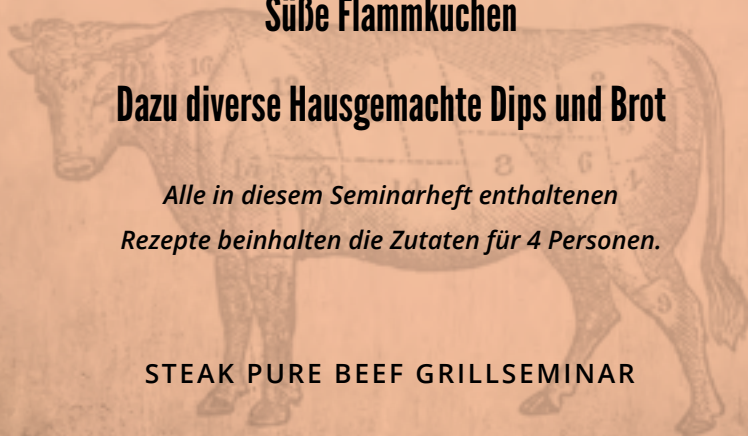 Süße Flammkuchen
Dazu diverse Hausgemachte Dips und Brot
Alle in diesem Seminarheft enthaltenen
Rezepte beinhalten die Zutaten für 4 Personen.
STEAK PURE BEEF GRILLSEMINAR